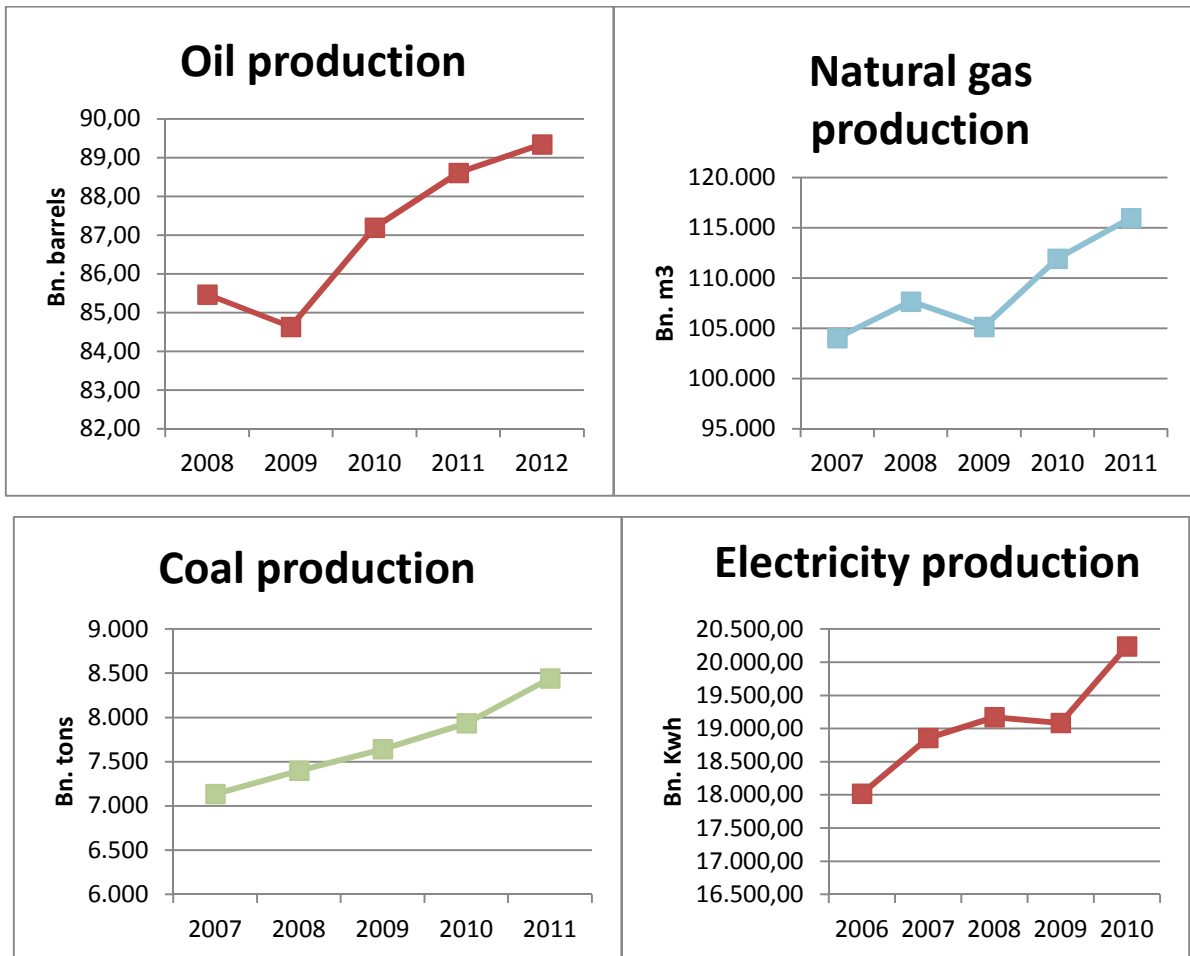 Oil production
Bn. barrels
90,00
89,00
88,00
87,00
86,00
85,00
84,00
83,00
82,00
2008 2009 2010 2011 2012
Natural gas
production
Bn. m3
120.000
115.000
110.000
105.000
100.000
95.000
2007 2008 2009 2010 2011
Coal production
Bn. tons
9.000
8.500
8.000
7.500
7.000
6.500
6.000
2007 2008 2009 2010 2011
Electricity production
Bn. Kwh
20.500,00
20.000,00
19.500,00
19.000,00
18.500,00
18.000,00
17.500,00
17.000,00
16.500,00
2006 2007 2008 2009 2010